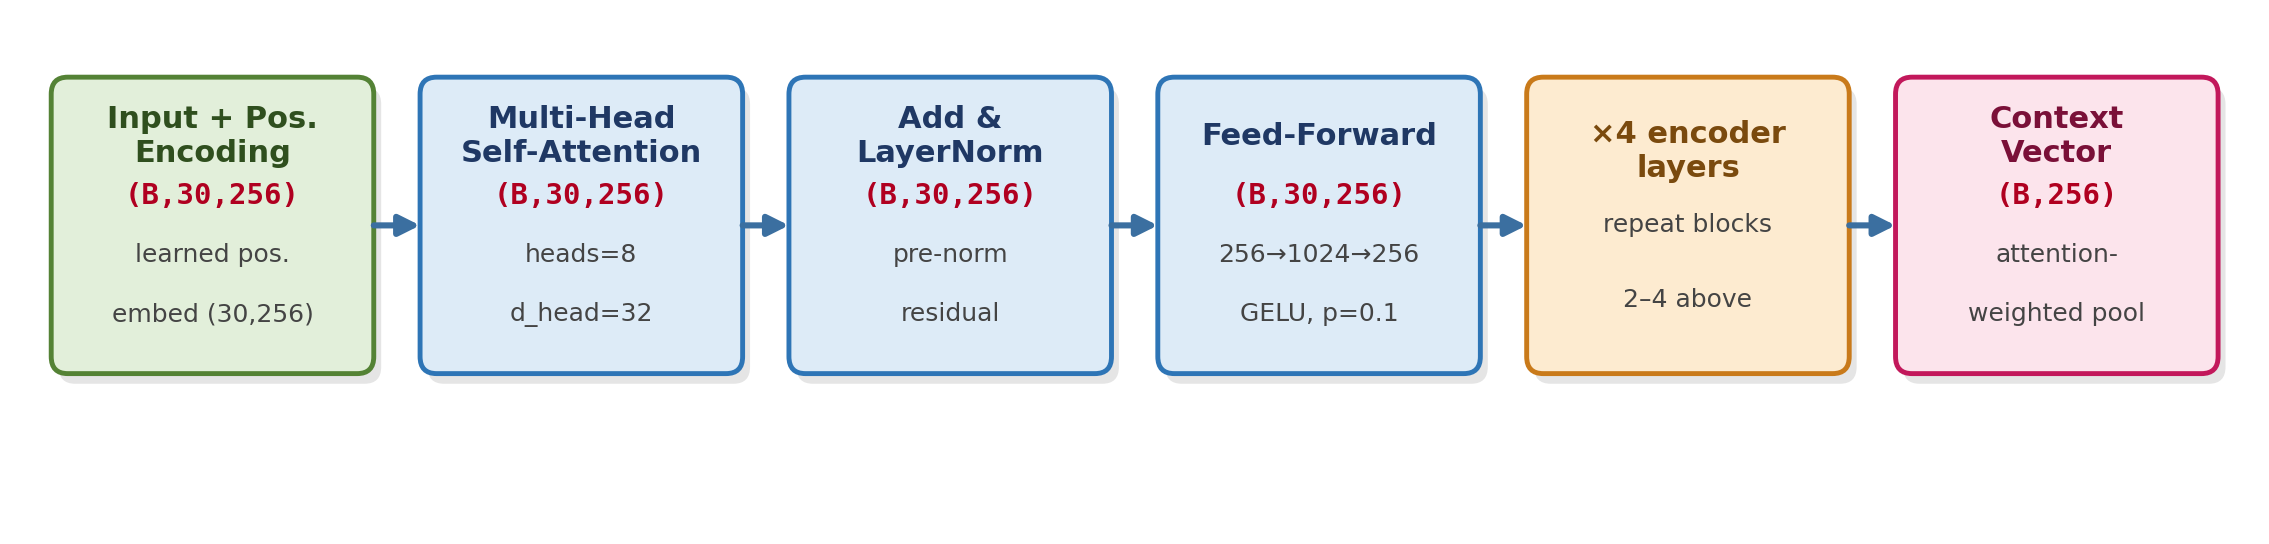 Input + Pos.
Encoding
(B,30,256)
learned pos.
embed (30,256)
Multi-Head
Self-Attention
(B,30,256)
heads=8
d_head=32
Add &
LayerNorm
(B,30,256)
pre-norm
residual
Feed-Forward
(B,30,256)
256→1024→256
GELU, p=0.1
×4 encoder
layers
repeat blocks
2–4 above
Context
Vector
(B,256)
attention-
weighted pool